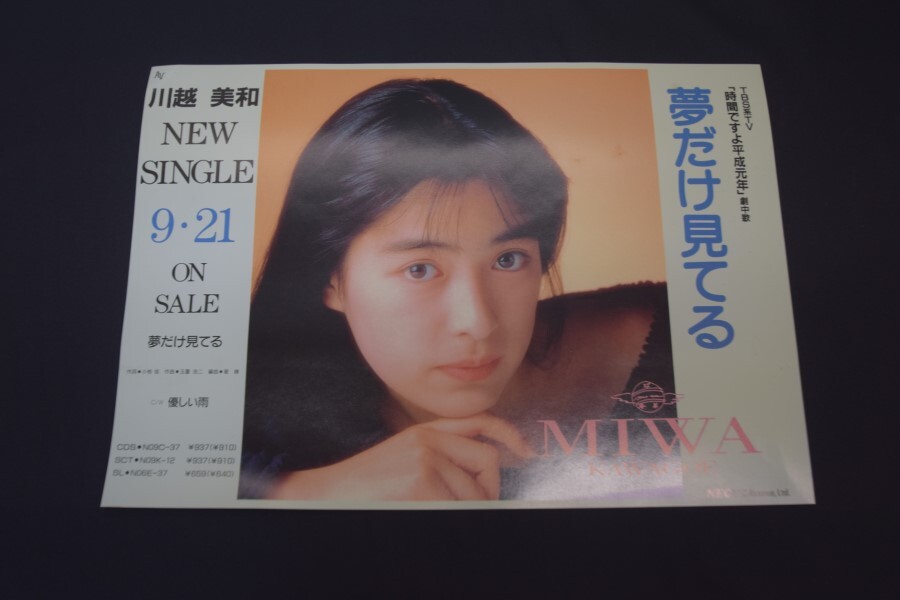 川越 美和
NEW
SINGLE
9・21
ON
SALE
夢だけ見てる
優しい雨
CDS●N09C-37 ¥937(¥910)
SCT●N09K-12 ¥937(¥910)
SL●N08E-37 ¥659(¥640)
TBS系TV
「時間ですよ平成元年」劇中歌
夢だけ見てる
MIWA
NEC